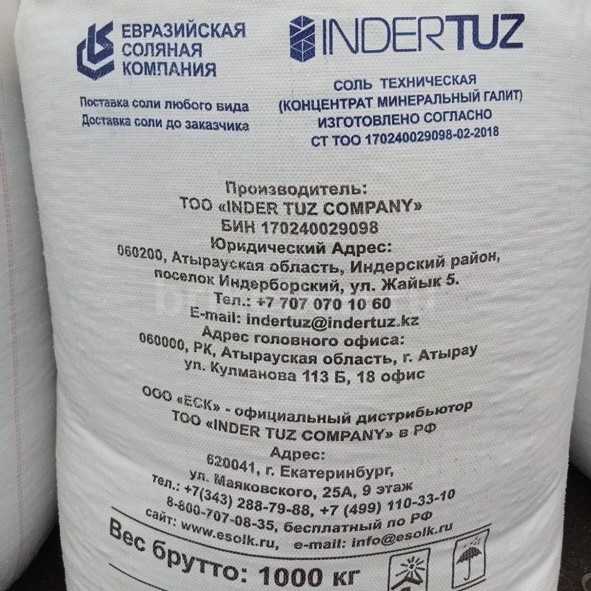 ЕВРАЗИЙСКАЯ
СОЛЯНАЯ
КОМПАНИЯ
Поставка соли любого вида
Доставка соли до заказчика
INDERTUZ
СОЛЬ ТЕХНИЧЕСКАЯ
(КОНЦЕНТРАТ МИНЕРАЛЬНЫЙ ГАЛИТ)
ИЗГОТОВЛЕНО СОГЛАСНО
СТ ТОО 170240029098-02-2018
Производитель:
ТОО «INDER TUZ COMPANY»
БИН 170240029098
Юридический Адрес:
060200, Атырауская область, Индерский район,
поселок Индерборский, ул. Жайык 5.
Тел.: +7 707 070 10 60
E-mail: indertuz@indertuz.kz
Адрес головного офиса:
060000, РК, Атырауская область, г. Атырау
ул. Кулманова 113 Б, 18 офис
ООО «ЕСК» - официальный дистрибьютор
ТОО «INDER TUZ COMPANY» в РФ
Адрес:
620041, г. Екатеринбург,
ул. Маяковского, 25А, 9 этаж
тел.: +7(343) 288-79-88, +7 (499) 110-33-10
8-800-707-08-35, бесплатный по РФ
сайт: www.esolk.ru, e-mail: info@esolk.ru
Вес брутто: 1000 кг